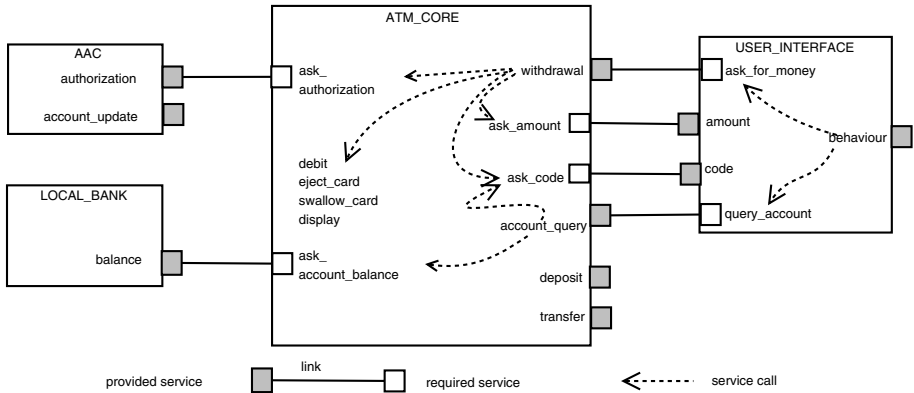 ATM_CORE
AAC
authorization
account_update
LOCAL_BANK
balance
ask_
authorization
withdrawal
ask_amount
debit
eject_card
swallow_card
display
ask_code
account_query
ask_
account_balance
deposit
transfer
USER_INTERFACE
ask_for_money
amount
behaviour
code
query_account
provided service
link
required service
service call